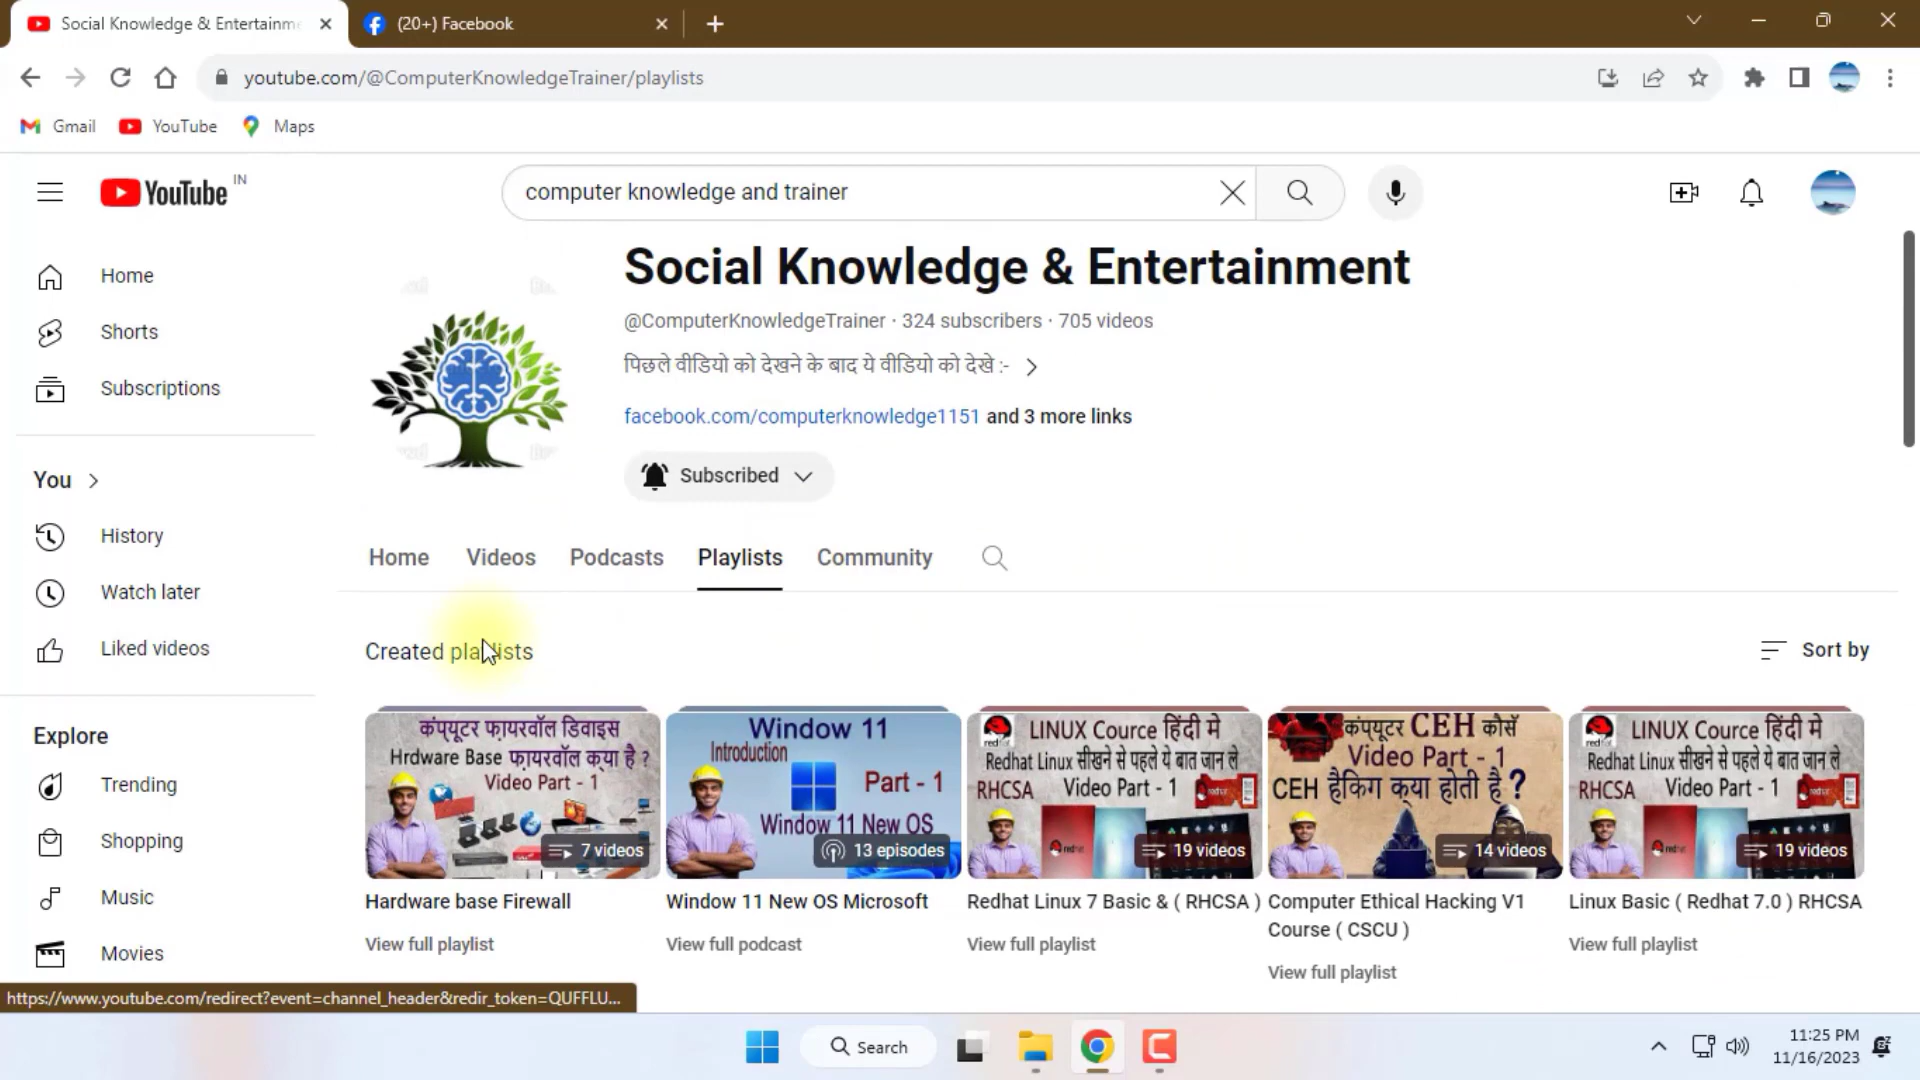 Social Knowledge & Entertainm
(20+) Facebook
youtube.com/@ComputerKnowledgeTrainer/playlists
Gmail
YouTube
Maps
YouTube IN
computer knowledge and trainer
Home
Shorts
Subscriptions
You
History
Watch later
Liked videos
Explore
Trending
Shopping
Music
Movies
Social Knowledge & Entertainment
@ComputerKnowledgeTrainer · 324 subscribers · 705 videos
पिछले वीडियो को देखने के बाद ये वीडियो को देखे :-
facebook.com/computerknowledge1151 and 3 more links
Subscribed
Home Videos Podcasts Playlists Community
Created playlists
Sort by
कंप्यूटर फ़ायरवॉल डिवाइस
Hrdware Base फ़ायरवॉल क्या है ?
Video Part - 1
7 videos
Hardware base Firewall
View full playlist
Window 11
Introduction
Part - 1
Window 11 New OS
13 episodes
Window 11 New OS Microsoft
View full podcast
LINUX Cource हिंदी मे
Redhat Linux सीखने से पहले ये बात जान ले
RHCSA Video Part - 1
19 videos
Redhat Linux 7 Basic & ( RHCSA )
View full playlist
कंप्यूटर CEH कौर्स
Video Part - 1
CEH हैकिंग क्या होती है ?
14 videos
Computer Ethical Hacking V1
Course ( CSCU )
View full playlist
LINUX Cource हिंदी मे
Redhat Linux सीखने से पहले ये बात जान ले
RHCSA Video Part - 1
19 videos
Linux Basic ( Redhat 7.0 ) RHCSA
View full playlist
https://www.youtube.com/redirect?event=channel_header&redir_token=QUFFLU...
Search
11:25 PM
11/16/2023